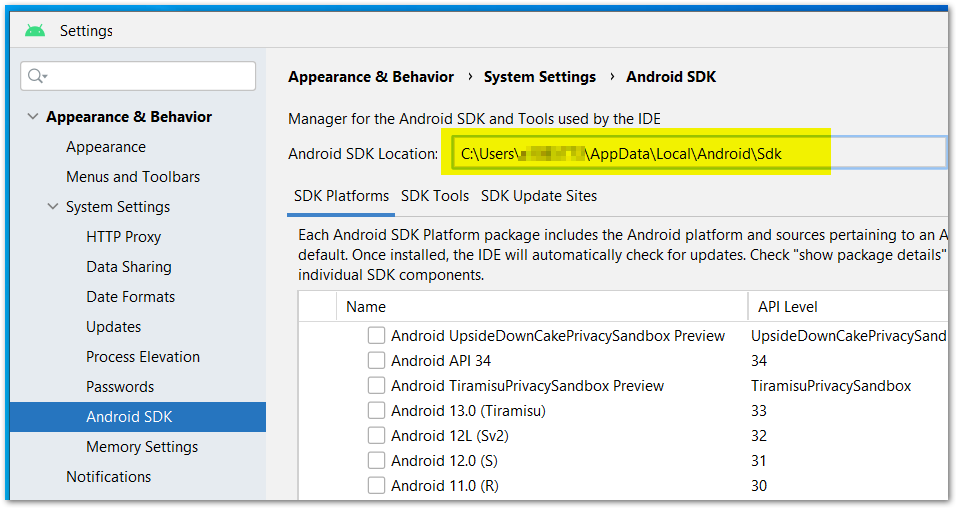 Settings
Appearance & Behavior
Appearance
Menus and Toolbars
System Settings
HTTP Proxy
Data Sharing
Date Formats
Updates
Process Elevation
Passwords
Android SDK
Memory Settings
Notifications
Appearance & Behavior › System Settings › Android SDK
Manager for the Android SDK and Tools used by the IDE
Android SDK Location: C:\Users\ \AppData\Local\Android\Sdk
SDK Platforms SDK Tools SDK Update Sites
Each Android SDK Platform package includes the Android platform and sources pertaining to an A
default. Once installed, the IDE will automatically check for updates. Check "show package details"
individual SDK components.
Name API Level
Android UpsideDownCakePrivacySandbox Preview UpsideDownCakePrivacySand
Android API 34 34
Android TiramisuPrivacySandbox Preview TiramisuPrivacySandbox
Android 13.0 (Tiramisu) 33
Android 12L (Sv2) 32
Android 12.0 (S) 31
Android 11.0 (R) 30